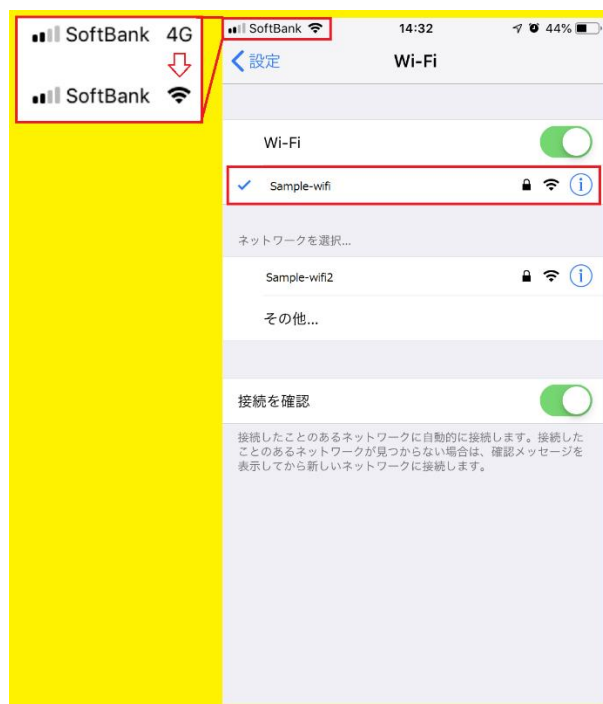 SoftBank 4G
SoftBank
SoftBank 14:32 44%
設定 Wi-Fi
Wi-Fi
Sample-wifi
ネットワークを選択...
Sample-wifi2
その他...
接続を確認
接続したことのあるネットワークに自動的に接続します。接続した
ことのあるネットワークが見つからない場合は、確認メッセージを
表示してから新しいネットワークに接続します。